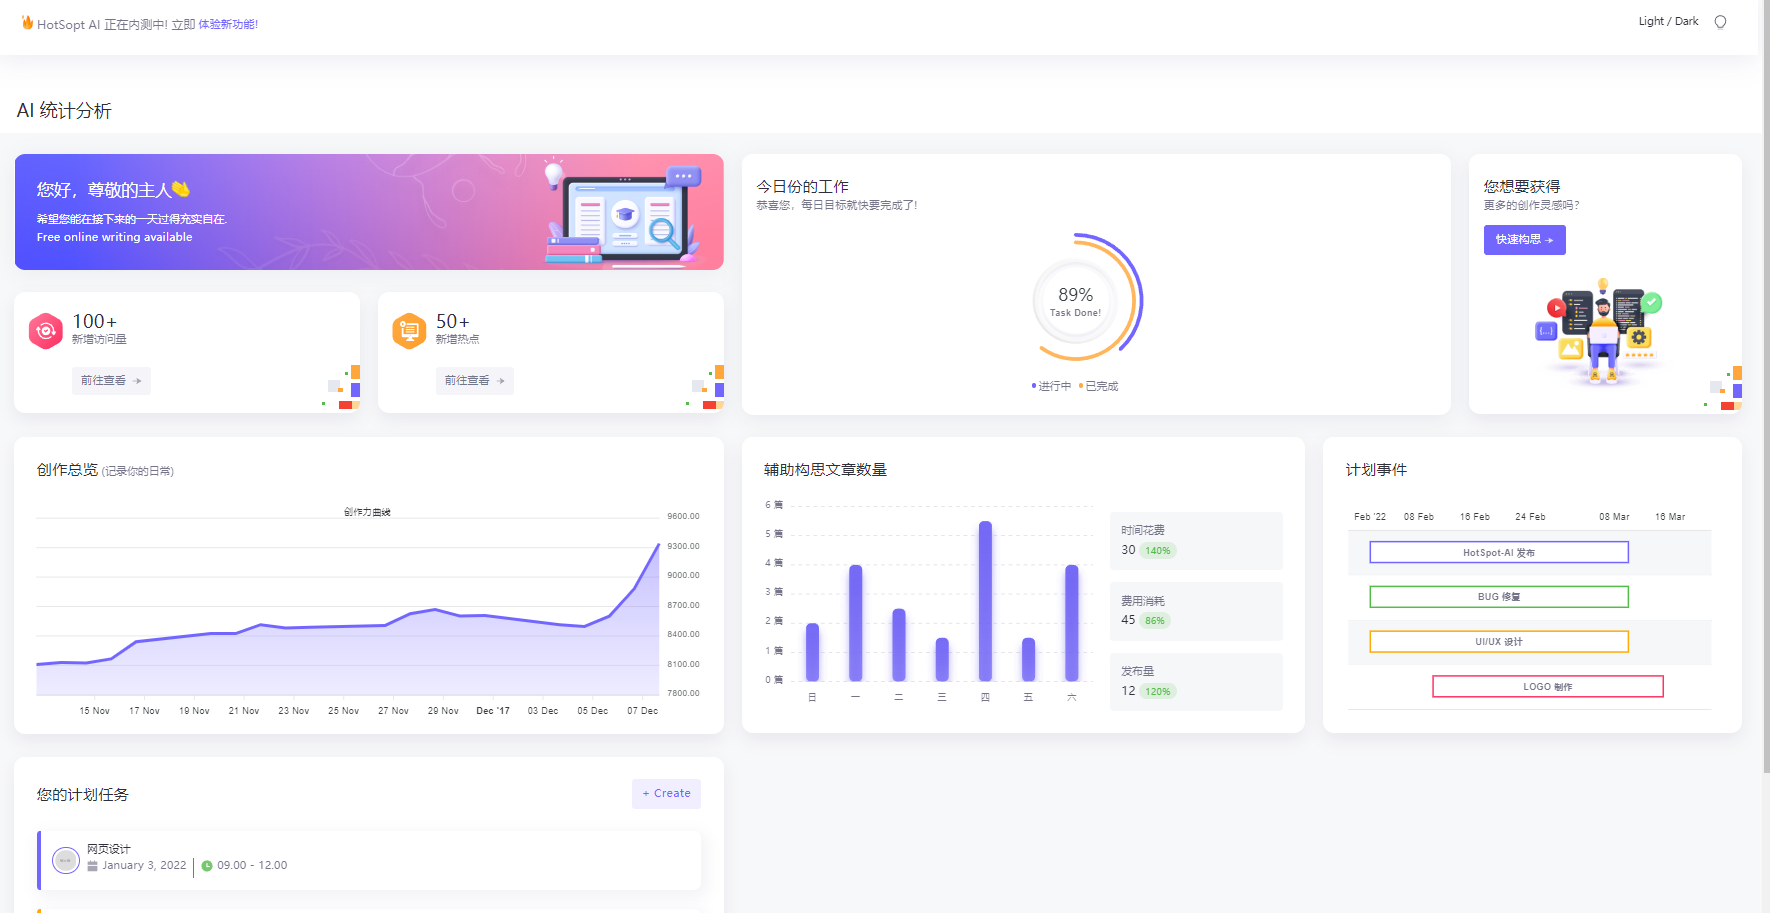 HotSopt AI 正在内测中! 立即 体验新功能!
Light / Dark
AI 统计分析
您好，尊敬的主人
希望您能在接下来的一天过得充实自在.
Free online writing available
100+
新增访问量
前往查看 →
50+
新增热点
前往查看 →
今日份的工作
恭喜您，每日目标就快要完成了!
89%
Task Done!
进行中 已完成
您想要获得
更多的创作灵感吗?
快速构思 →
创作总览 (记录你的日常)
创作力曲线
9600.00
9300.00
9000.00
8700.00
8400.00
8100.00
7800.00
15 Nov 17 Nov 19 Nov 21 Nov 23 Nov 25 Nov 27 Nov 29 Nov Dec '17 03 Dec 05 Dec 07 Dec
辅助构思文章数量
6 篇
5 篇
4 篇
3 篇
2 篇
1 篇
0 篇
日 一 二 三 四 五 六
时间花费
30 140%
费用消耗
45 86%
发布量
12 120%
计划事件
Feb '22 08 Feb 16 Feb 24 Feb 08 Mar 16 Mar
HotSpot-AI 发布
BUG 修复
UI/UX 设计
LOGO 制作
您的计划任务
+ Create
网页设计
January 3, 2022 09.00 - 12.00